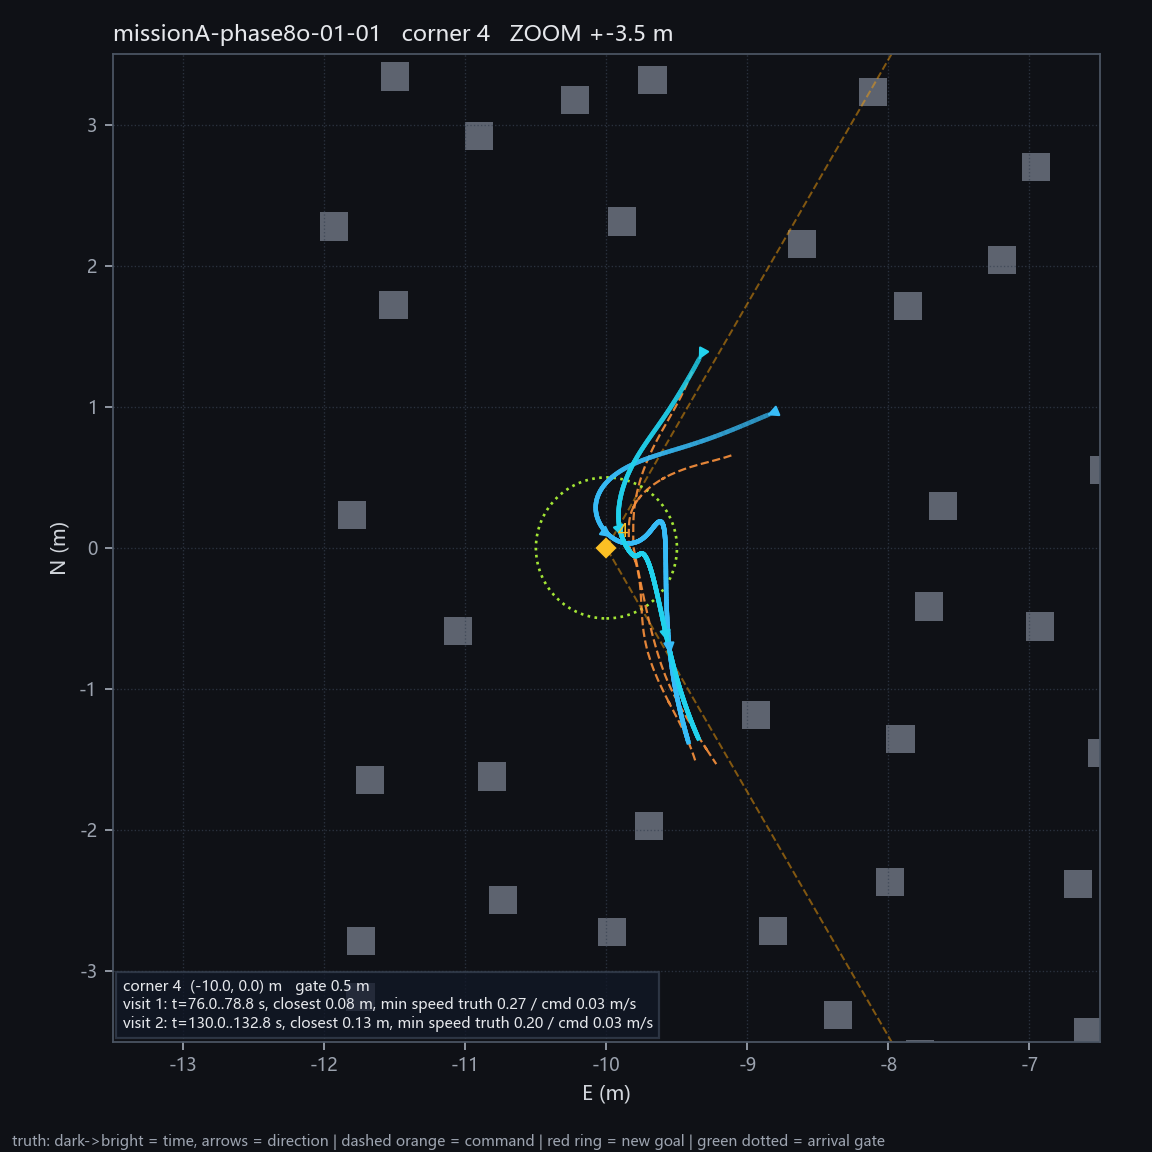 missionA-phase8o-01-01   corner 4   ZOOM +-3.5 m
3
2
1
0
-1
-2
-3
N (m)
4
corner 4  (-10.0, 0.0) m   gate 0.5 m
visit 1: t=76.0..78.8 s, closest 0.08 m, min speed truth 0.27 / cmd 0.03 m/s
visit 2: t=130.0..132.8 s, closest 0.13 m, min speed truth 0.20 / cmd 0.03 m/s
-13 -12 -11 -10 -9 -8 -7
E (m)
truth: dark->bright = time, arrows = direction | dashed orange = command | red ring = new goal | green dotted = arrival gate